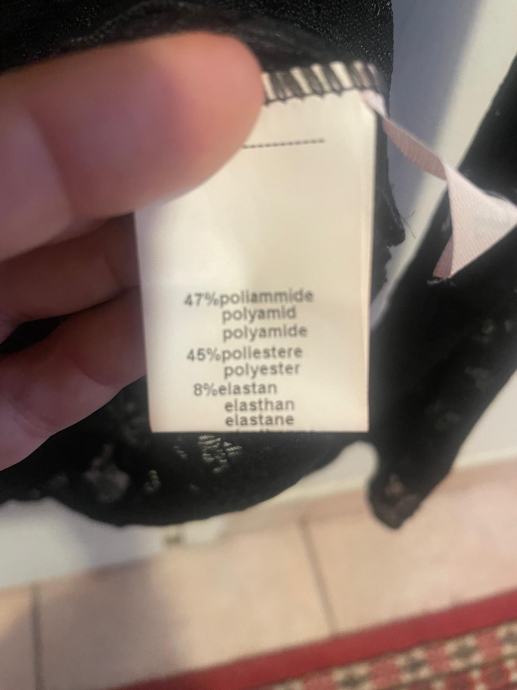 47%poliammide
polyamid
polyamide
45%poliestere
polyester
8%elastan
elasthan
elastane